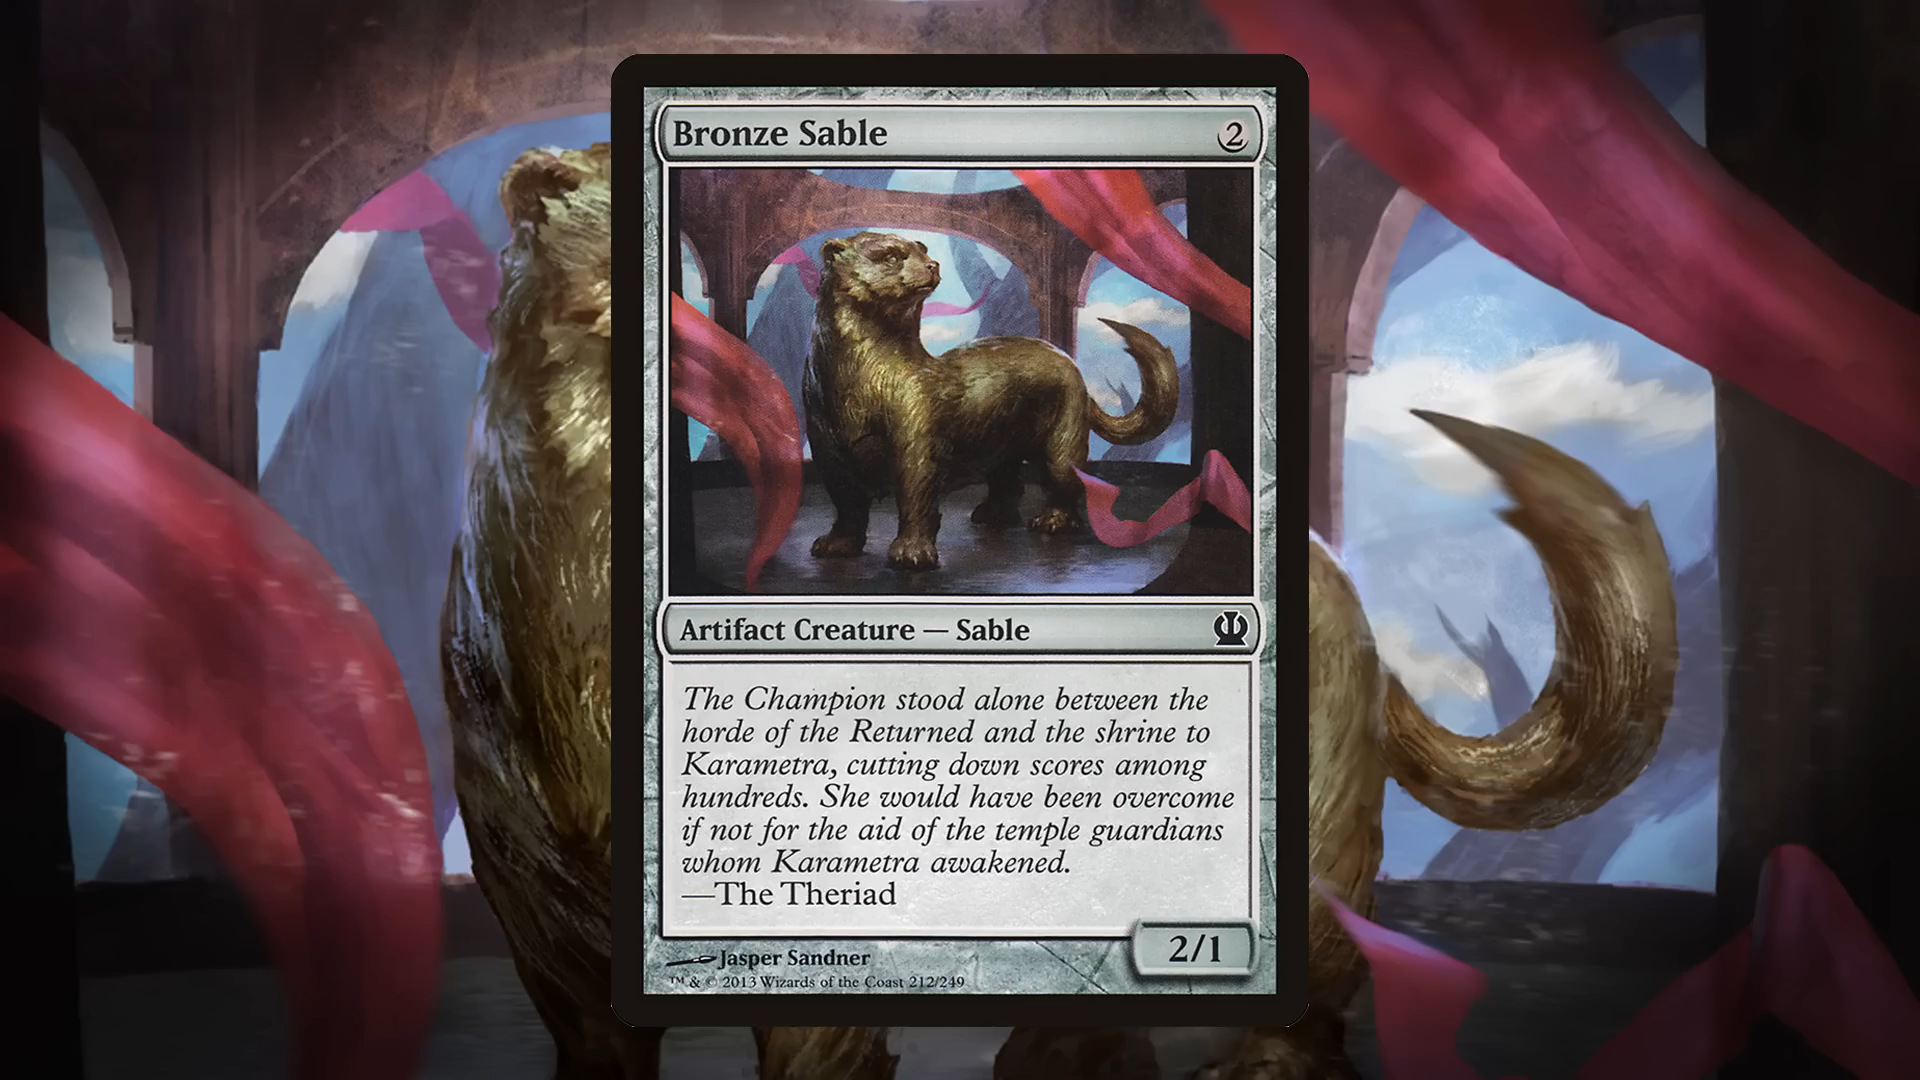 Bronze Sable
2
Artifact Creature — Sable
The Champion stood alone between the
horde of the Returned and the shrine to
Karametra, cutting down scores among
hundreds. She would have been overcome
if not for the aid of the temple guardians
whom Karametra awakened.
—The Theriad
2/1
Jasper Sandner
™ & © 2013 Wizards of the Coast 212/249